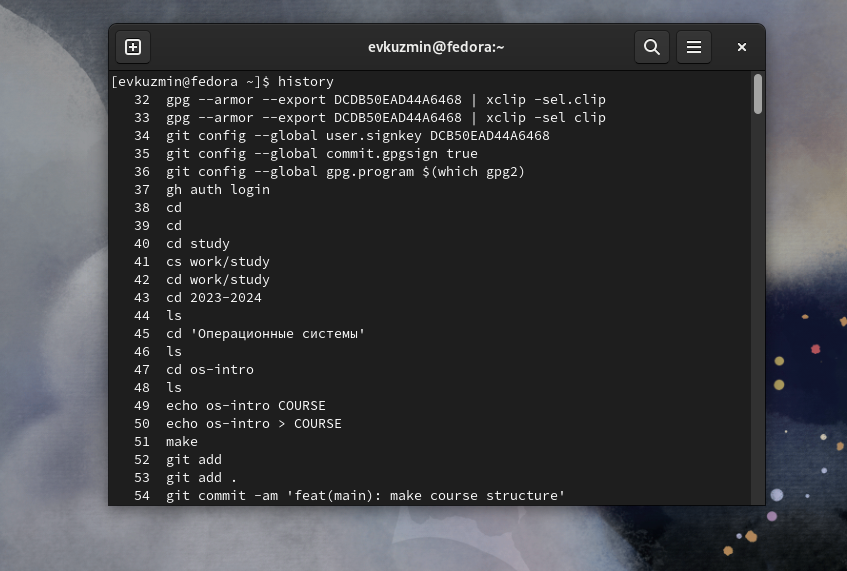 evkuzmin@fedora:~
[evkuzmin@fedora ~]$ history
32 gpg --armor --export DCDB50EAD44A6468 | xclip -sel.clip
33 gpg --armor --export DCDB50EAD44A6468 | xclip -sel clip
34 git config --global user.signkey DCB50EAD44A6468
35 git config --global commit.gpgsign true
36 git config --global gpg.program $(which gpg2)
37 gh auth login
38 cd
39 cd
40 cd study
41 cs work/study
42 cd work/study
43 cd 2023-2024
44 ls
45 cd 'Операционные системы'
46 ls
47 cd os-intro
48 ls
49 echo os-intro COURSE
50 echo os-intro > COURSE
51 make
52 git add
53 git add .
54 git commit -am 'feat(main): make course structure'